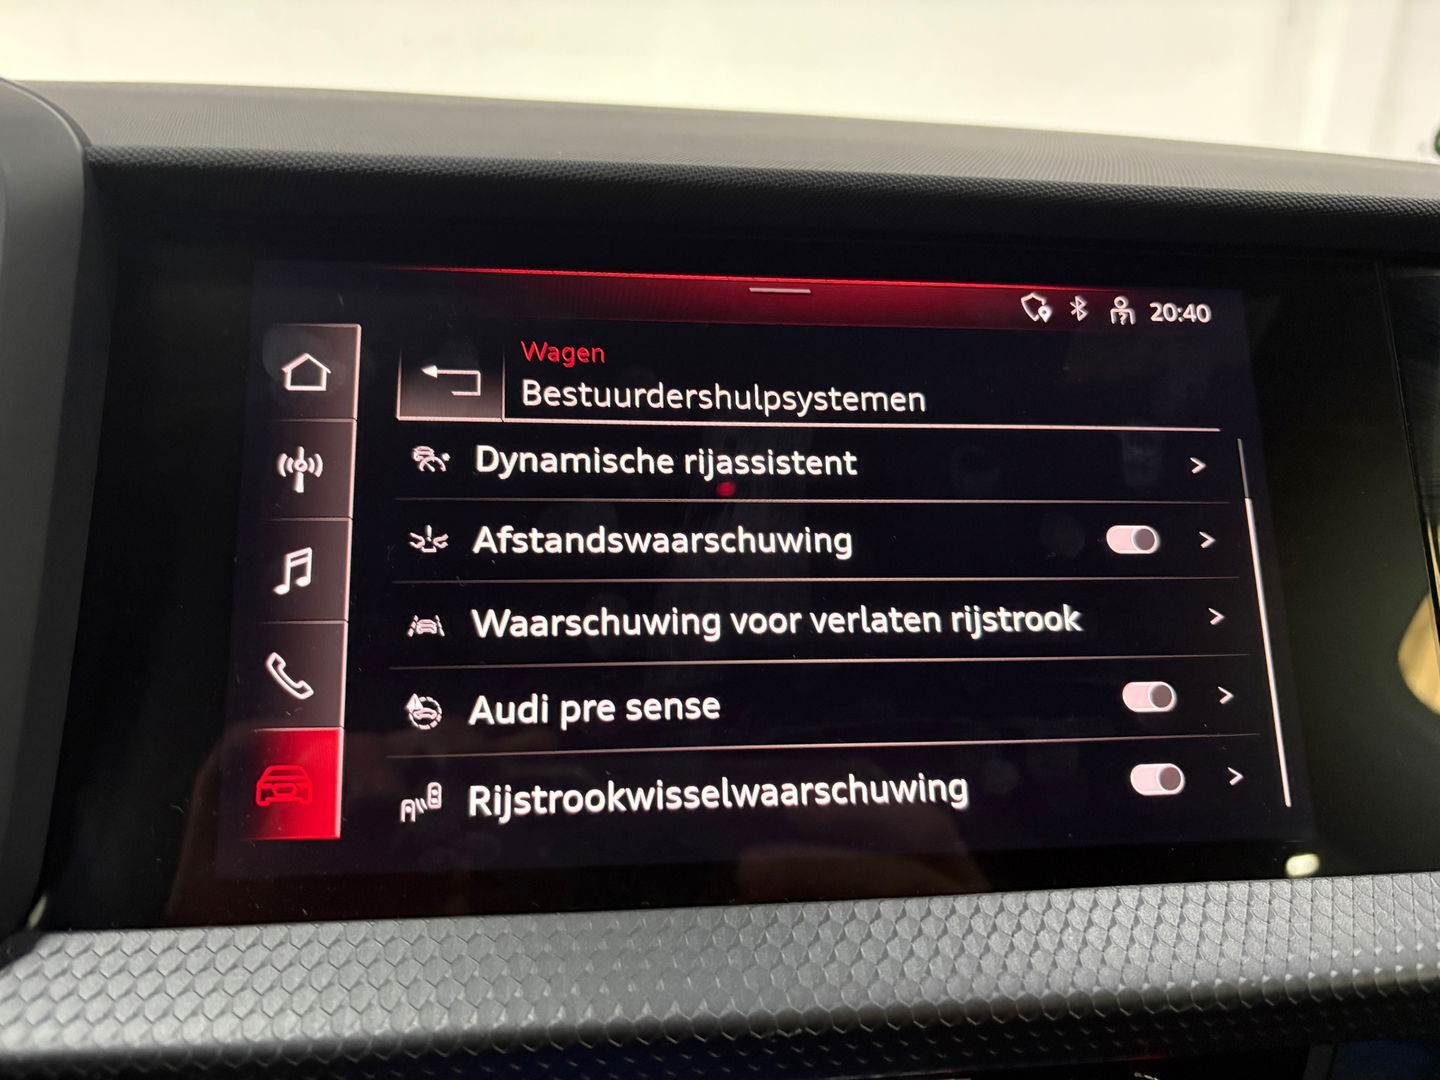 20:40
Wagen
Bestuurdershulpsystemen
Dynamische rijassistent
Afstandswaarschuwing
Waarschuwing voor verlaten rijstrook
Audi pre sense
Rijstrookwisselwaarschuwing